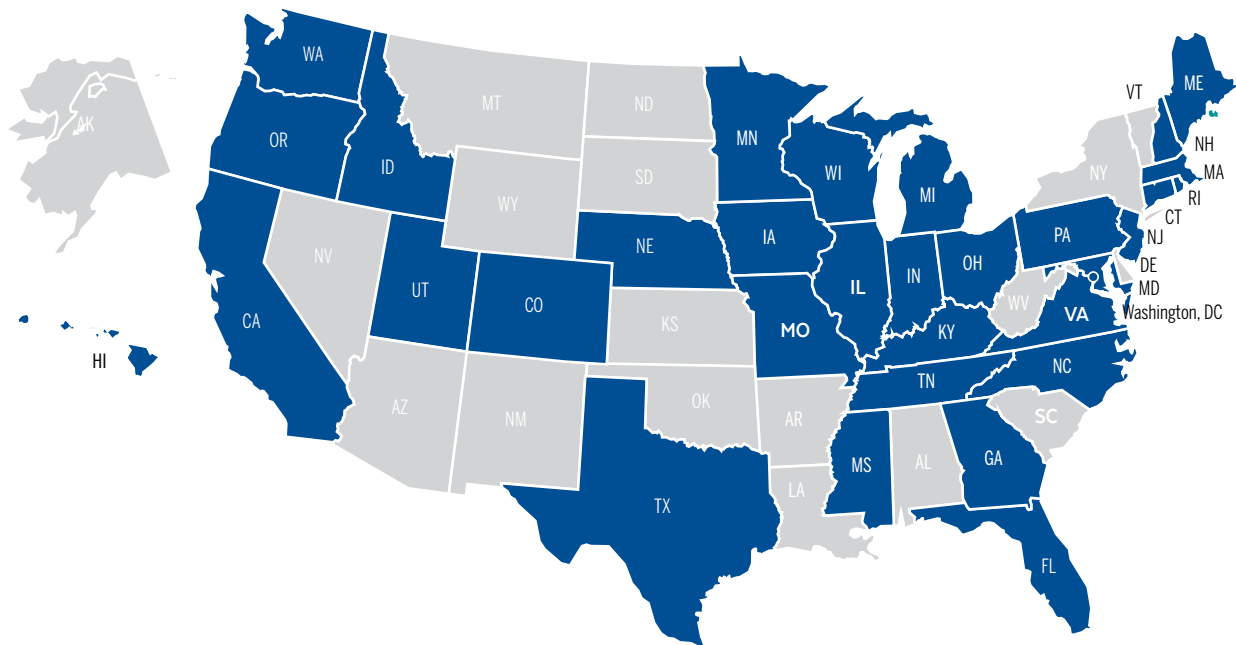 WA
ME
VT
MT
ND
AK
MN
OR
NH
ID
WI
NY
MA
SD
MI
RI
WY
CT
PA
NJ
IA
NE
NV
OH
DE
IN
UT
IL
MD
CO
WV
Washington, DC
VA
CA
KS
MO
KY
HI
NC
TN
AZ
OK
SC
NM
AR
GA
MS
AL
LA
TX
FL